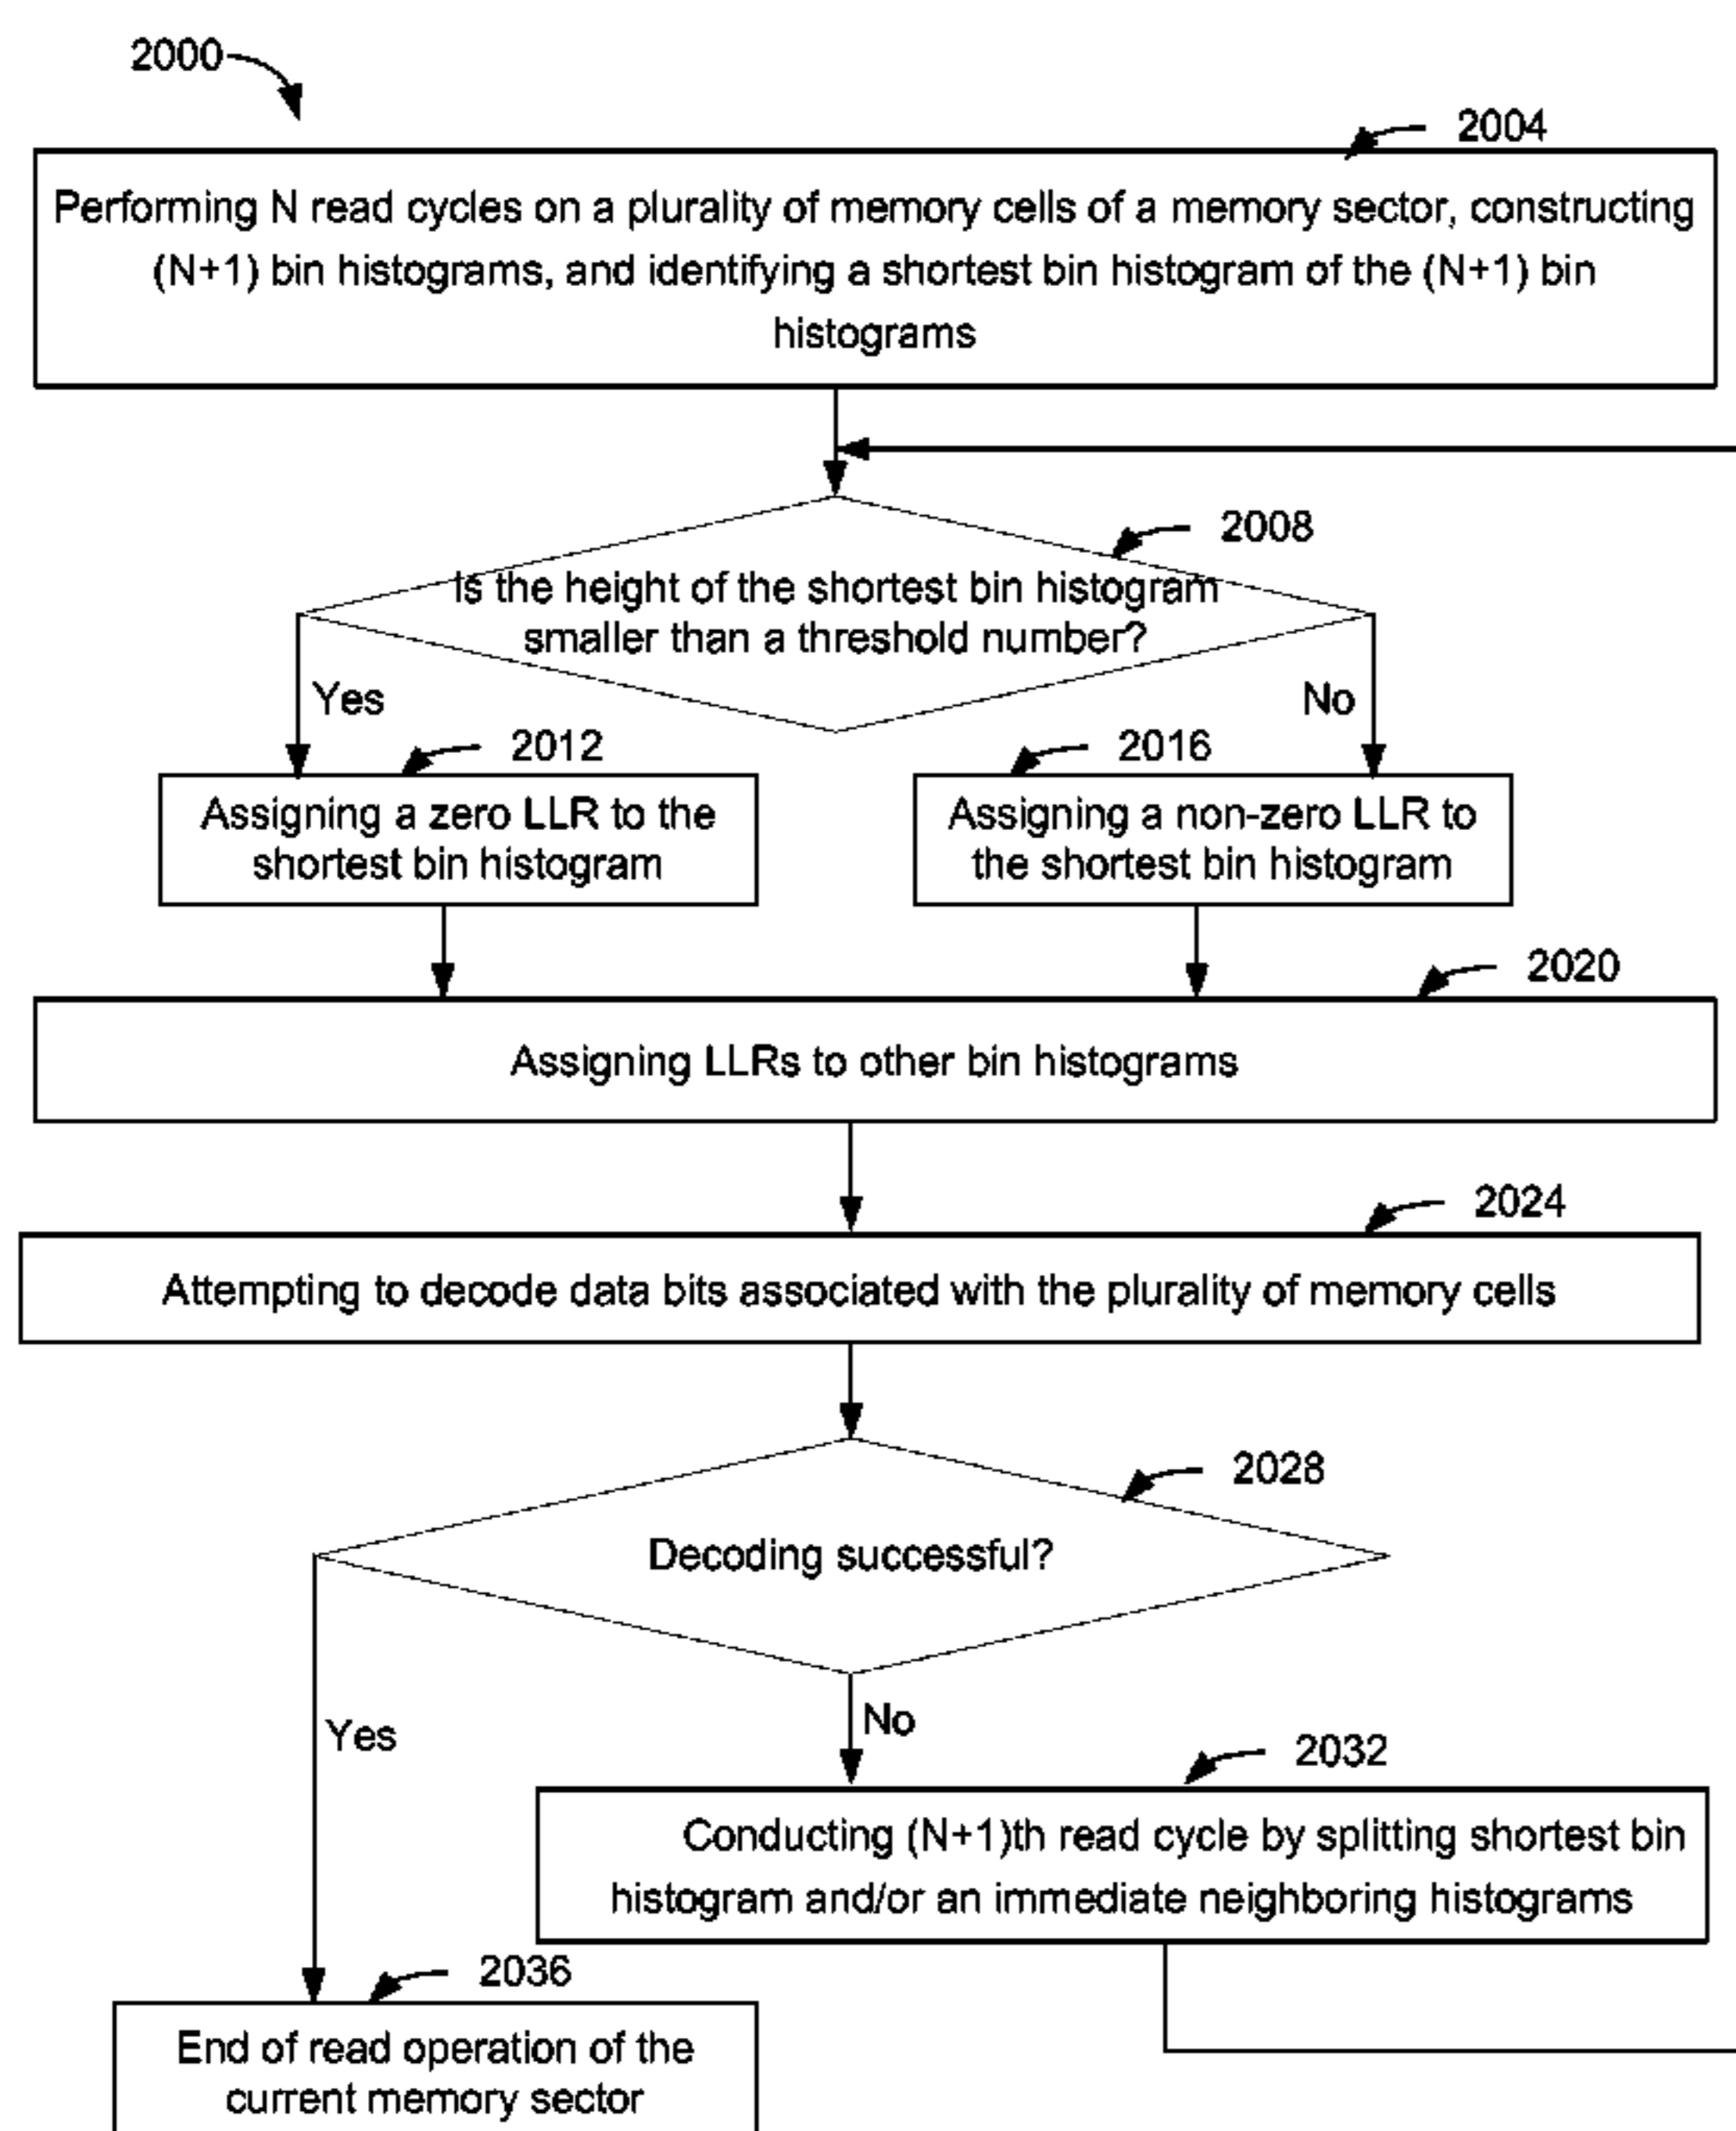 2000
2004
Performing N read cycles on a plurality of memory cells of a memory sector, constructing
(N+1) bin histograms, and identifying a shortest bin histogram of the (N+1) bin
histograms
2008
Is the height of the shortest bin histogram
smaller than a threshold number?
Yes
No
2012
2016
Assigning a zero LLR to the
shortest bin histogram
Assigning a non-zero LLR to
the shortest bin histogram
2020
Assigning LLRs to other bin histograms
2024
Attempting to decode data bits associated with the plurality of memory cells
2028
Decoding successful?
Yes
No
2032
Conducting (N+1)th read cycle by splitting shortest bin
histogram and/or an immediate neighboring histograms
2036
End of read operation of the
current memory sector